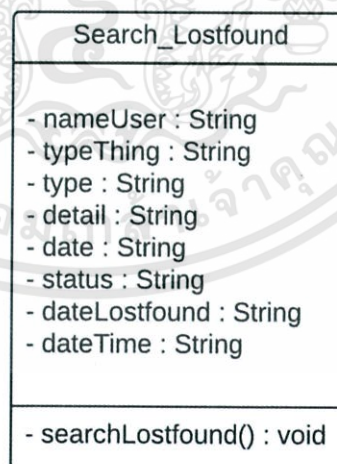 Search_Lostfound
- nameUser : String
- typeThing : String
- type : String
- detail : String
- date : String
- status : String
- dateLostfound : String
- dateTime : String
- searchLostfound() : void